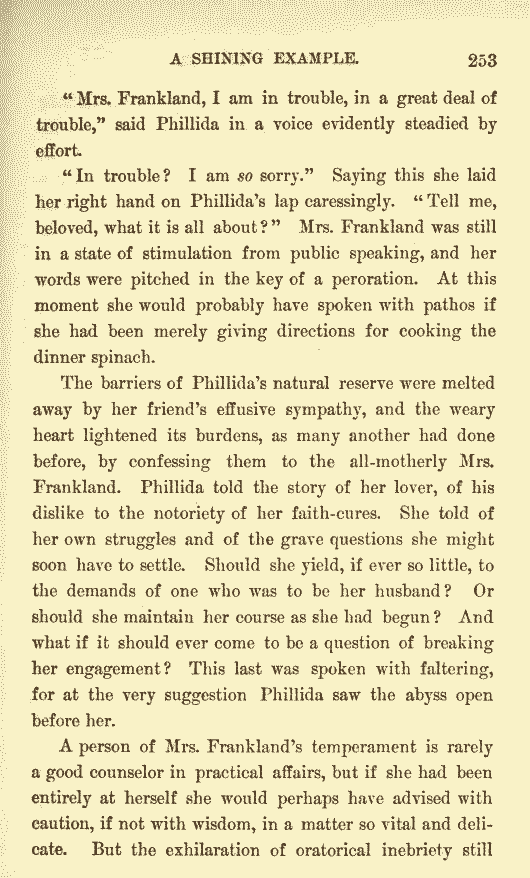 A SHINING EXAMPLE. 253
“Mrs. Frankland, I am in trouble, in a great deal of
trouble,” said Phillida in a voice evidently steadied by
effort.
“In trouble? I am so sorry.” Saying this she laid
her right hand on Phillida’s lap caressingly. “Tell me,
beloved, what it is all about?” Mrs. Frankland was still
in a state of stimulation from public speaking, and her
words were pitched in the key of a peroration. At this
moment she would probably have spoken with pathos if
she had been merely giving directions for cooking the
dinner spinach.
The barriers of Phillida’s natural reserve were melted
away by her friend’s effusive sympathy, and the weary
heart lightened its burdens, as many another had done
before, by confessing them to the all-motherly Mrs.
Frankland. Phillida told the story of her lover, of his
dislike to the notoriety of her faith-cures. She told of
her own struggles and of the grave questions she might
soon have to settle. Should she yield, if ever so little, to
the demands of one who was to be her husband? Or
should she maintain her course as she had begun? And
what if it should ever come to be a question of breaking
her engagement? This last was spoken with faltering,
for at the very suggestion Phillida saw the abyss open
before her.
A person of Mrs. Frankland’s temperament is rarely
a good counselor in practical affairs, but if she had been
entirely at herself she would perhaps have advised with
caution, if not with wisdom, in a matter so vital and deli-
cate. But the exhilaration of oratorical inebriety still